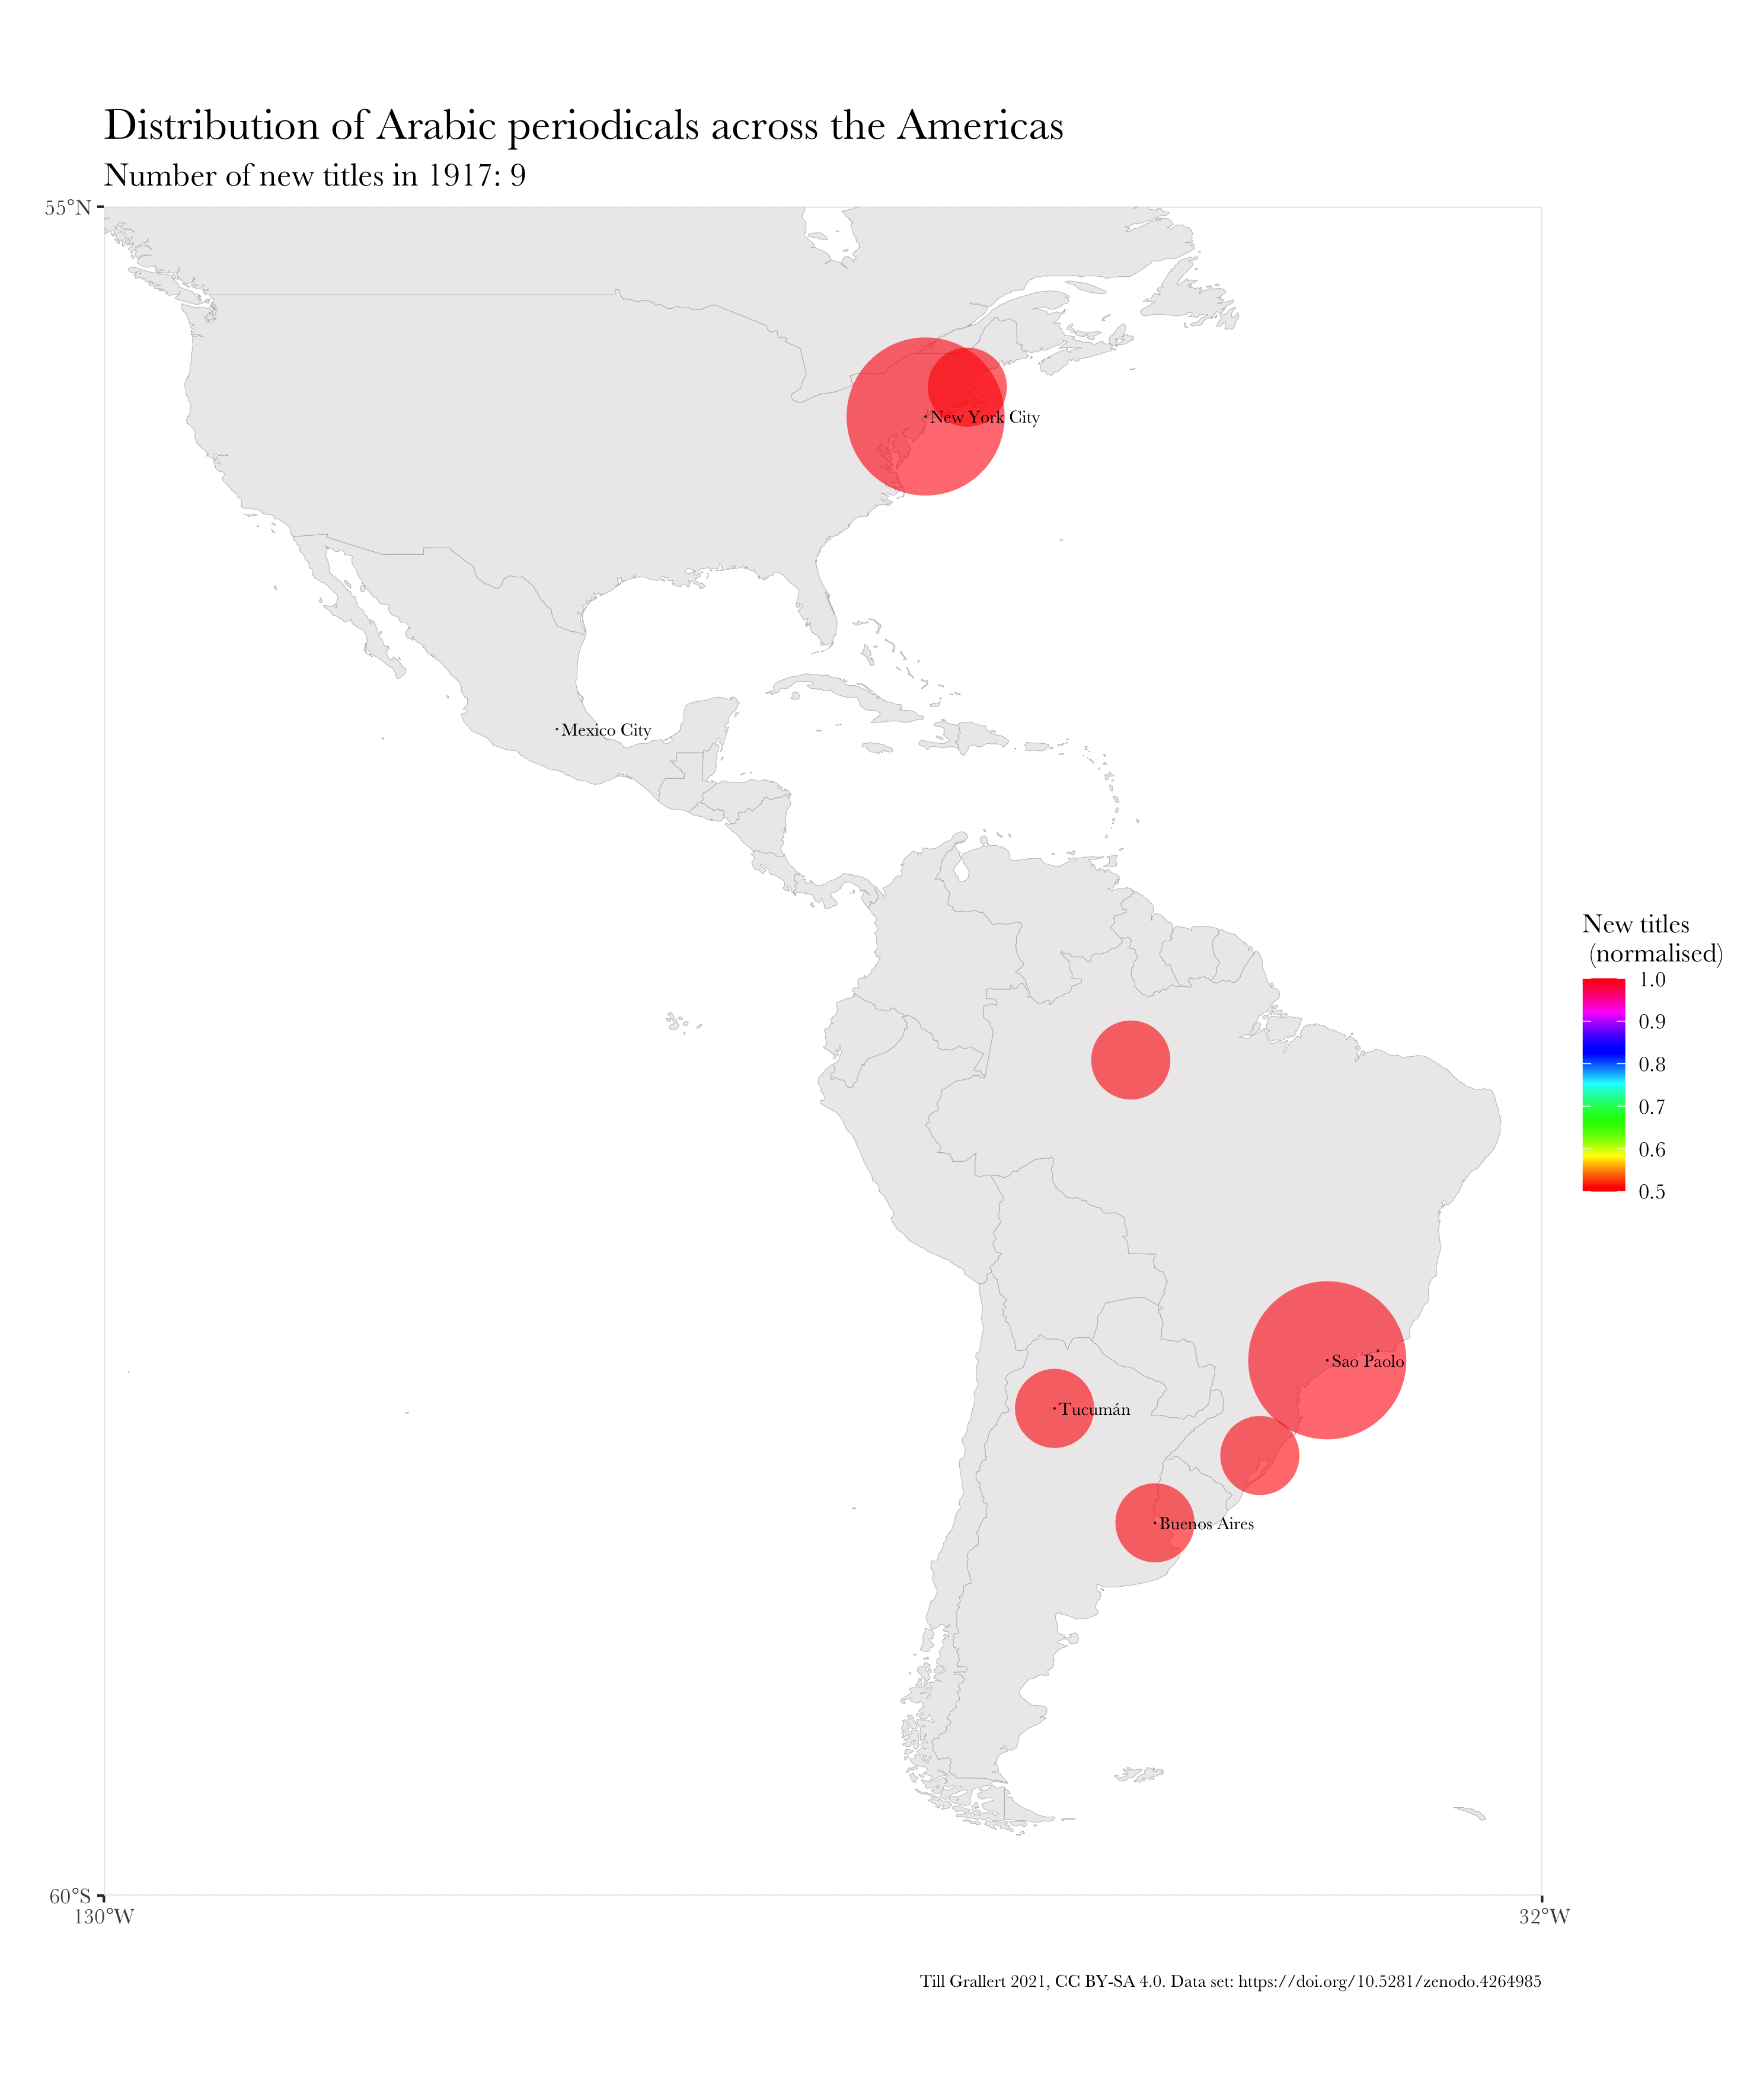 Distribution of Arabic periodicals across the Americas
Number of new titles in 1917: 9
55°N
New York City
Mexico City
New titles
(normalised)
1.0
0.9
0.8
0.7
0.6
0.5
Sao Paolo
Tucumán
Buenos Aires
60°S
130°W
32°W
Till Grallert 2021, CC BY-SA 4.0. Data set: https://doi.org/10.5281/zenodo.4264985